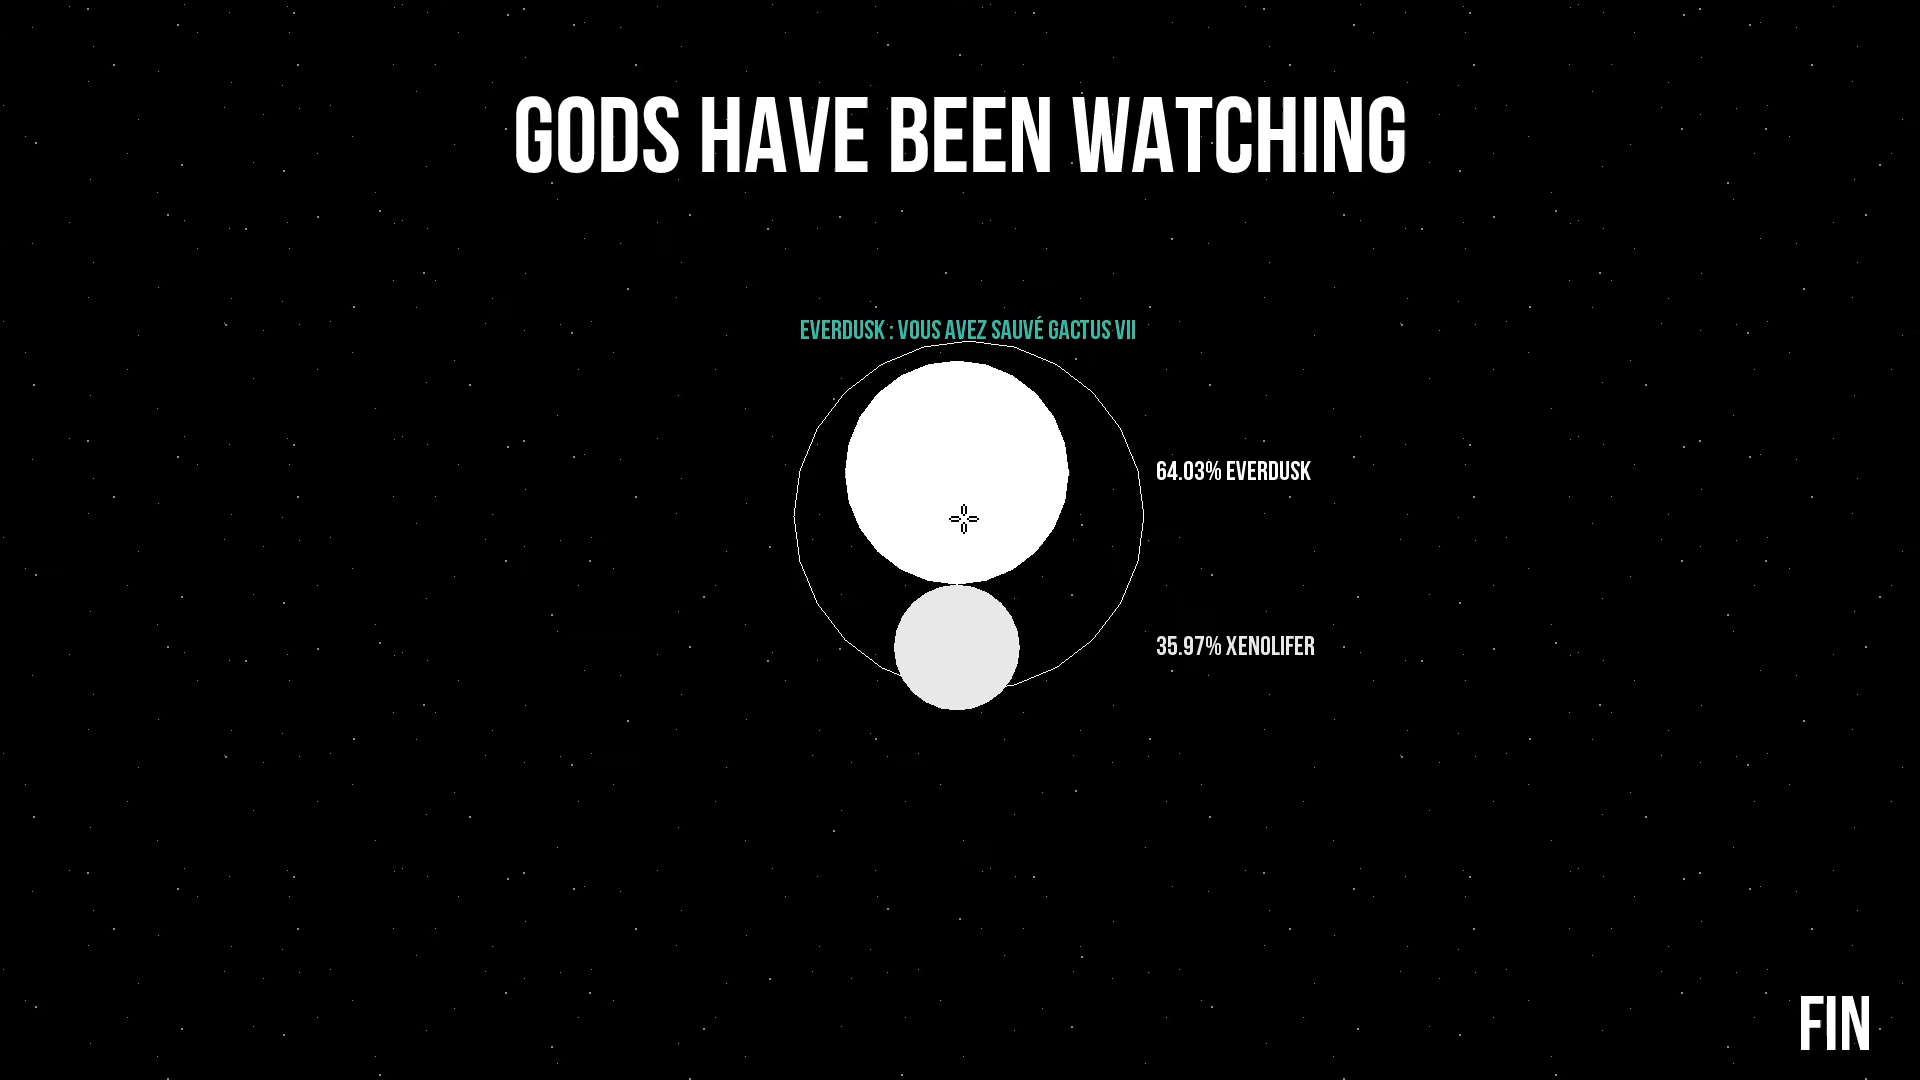 GODS HAVE BEEN WATCHING
EVERDUSK : VOUS AVEZ SAUVÉ GACTUS VII
64.03% EVERDUSK
35.97% XENOLIFER
FIN